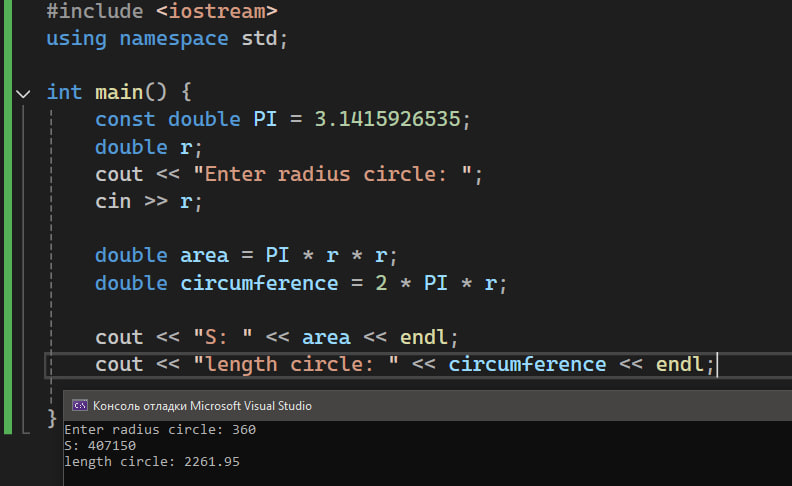 #include <iostream>
using namespace std;
int main() {
const double PI = 3.1415926535;
double r;
cout << "Enter radius circle: ";
cin >> r;
double area = PI * r * r;
double circumference = 2 * PI * r;
cout << "S: " << area << endl;
cout << "length circle: " << circumference << endl;
}
Консоль отладки Microsoft Visual Studio
Enter radius circle: 360
S: 407150
length circle: 2261.95